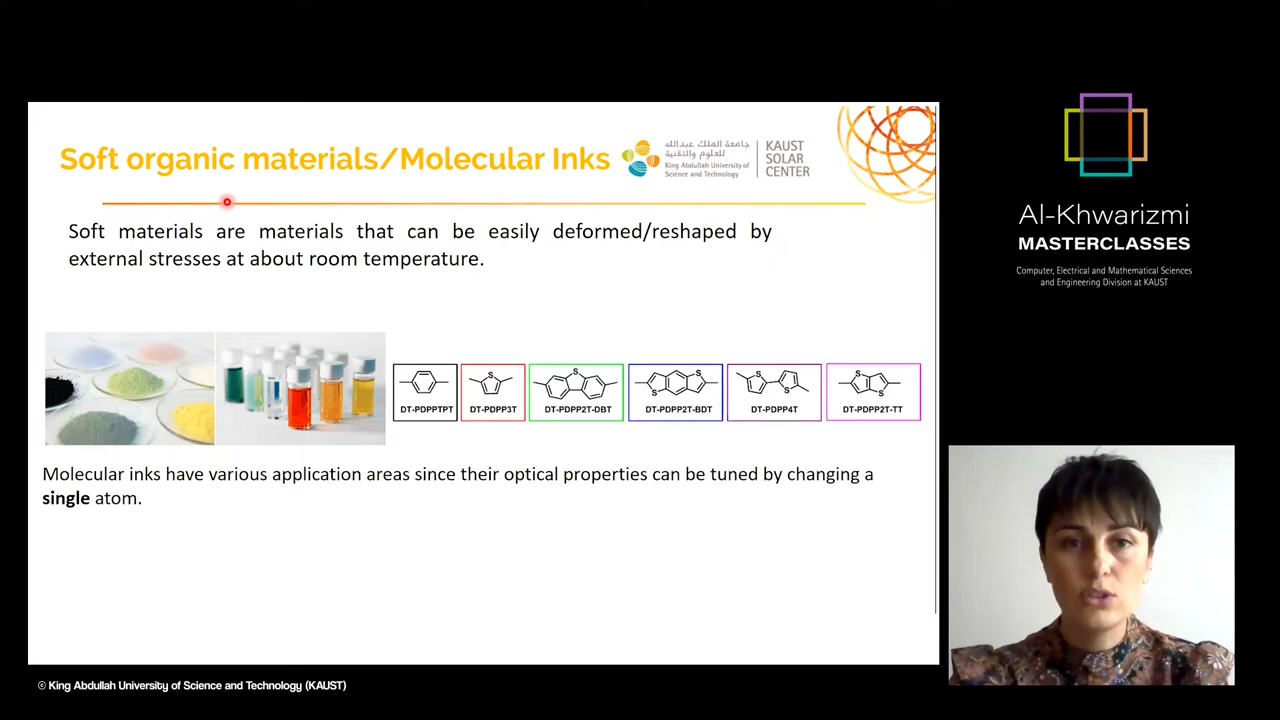 Soft organic materials/Molecular Inks
جامعة الملك عبدالله
للعلوم والتقنية
King Abdullah University of
Science and Technology
KAUST
SOLAR
CENTER
Soft materials are materials that can be easily deformed/reshaped by
external stresses at about room temperature.
S
S
S
S
S
S
S
S
DT-PDPPTPT
DT-PDPP3T
DT-PDPP2T-DBT
DT-PDPP2T-BDT
DT-PDPP4T
DT-PDPP2T-TT
Molecular inks have various application areas since their optical properties can be tuned by changing a
single atom.
Al-Khwarizmi
MASTERCLASSES
Computer, Electrical and Mathematical Sciences
and Engineering Division at KAUST
© King Abdullah University of Science and Technology (KAUST)